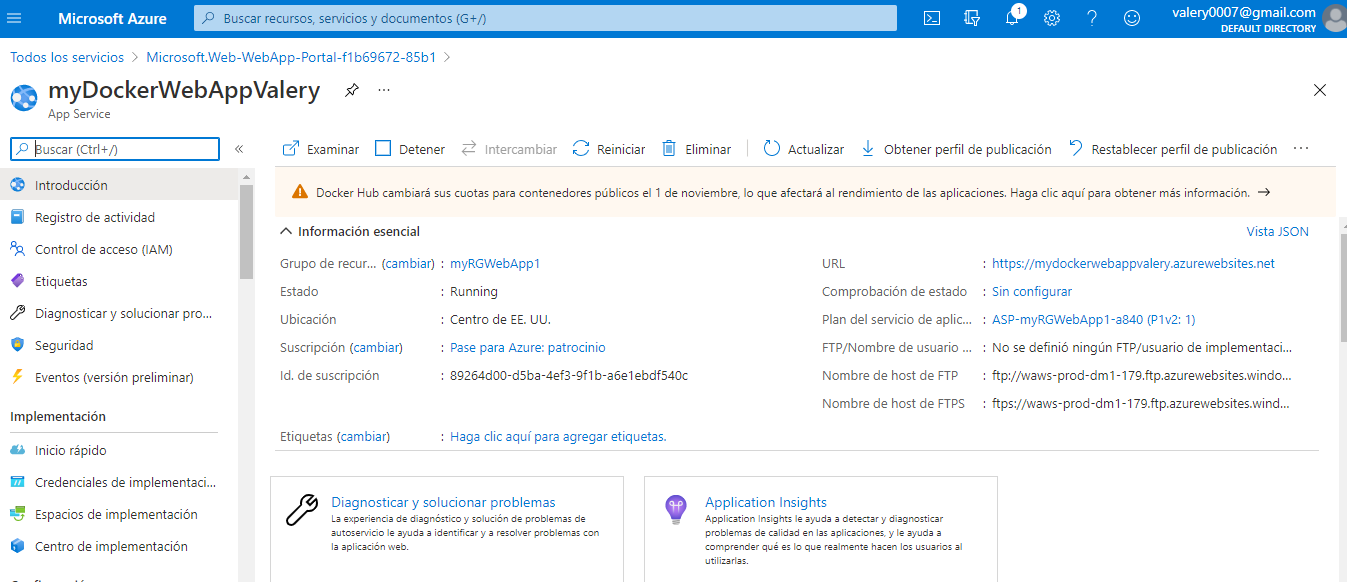 Microsoft Azure
Buscar recursos, servicios y documentos (G+/)
1
valery0007@gmail.com
DEFAULT DIRECTORY
Todos los servicios > Microsoft.Web-WebApp-Portal-f1b69672-85b1 >
myDockerWebAppValery ...
App Service
Buscar (Ctrl+/) «
Introducción
Registro de actividad
Control de acceso (IAM)
Etiquetas
Diagnosticar y solucionar pro...
Seguridad
Eventos (versión preliminar)
Implementación
Inicio rápido
Credenciales de implementaci...
Espacios de implementación
Centro de implementación
Examinar Detener Intercambiar Reiniciar Eliminar Actualizar Obtener perfil de publicación Restablecer perfil de publicación ...
Docker Hub cambiará sus cuotas para contenedores públicos el 1 de noviembre, lo que afectará al rendimiento de las aplicaciones. Haga clic aquí para obtener más información. →
Información esencial Vista JSON
Grupo de recur... (cambiar) : myRGWebApp1
Estado : Running
Ubicación : Centro de EE. UU.
Suscripción (cambiar) : Pase para Azure: patrocinio
Id. de suscripción : 89264d00-d5ba-4ef3-9f1b-a6e1ebdf540c
URL : https://mydockerwebappvalery.azurewebsites.net
Comprobación de estado : Sin configurar
Plan del servicio de aplic... : ASP-myRGWebApp1-a840 (P1v2: 1)
FTP/Nombre de usuario ... : No se definió ningún FTP/usuario de implementaci...
Nombre de host de FTP : ftp://waws-prod-dm1-179.ftp.azurewebsites.windo...
Nombre de host de FTPS : ftps://waws-prod-dm1-179.ftp.azurewebsites.wind...
Etiquetas (cambiar) : Haga clic aquí para agregar etiquetas.
Diagnosticar y solucionar problemas
La experiencia de diagnóstico y solución de problemas de
autoservicio le ayuda a identificar y a resolver problemas con
la aplicación web.
Application Insights
Application Insights le ayuda a detectar y diagnosticar
problemas de calidad en las aplicaciones, y le ayuda a
comprender qué es lo que realmente hacen los usuarios al
utilizarlas.